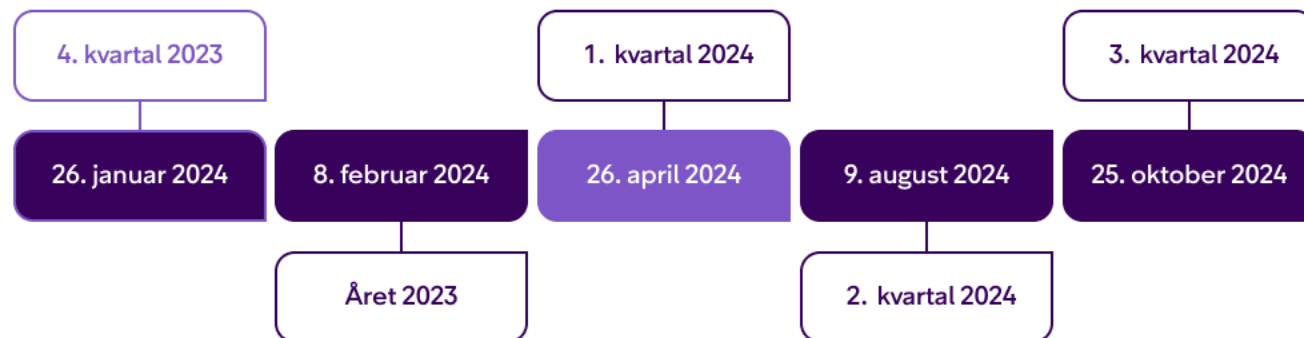 4. kvartal 2023
1. kvartal 2024
3. kvartal 2024
26. januar 2024
8. februar 2024
26. april 2024
9. august 2024
25. oktober 2024
Året 2023
2. kvartal 2024